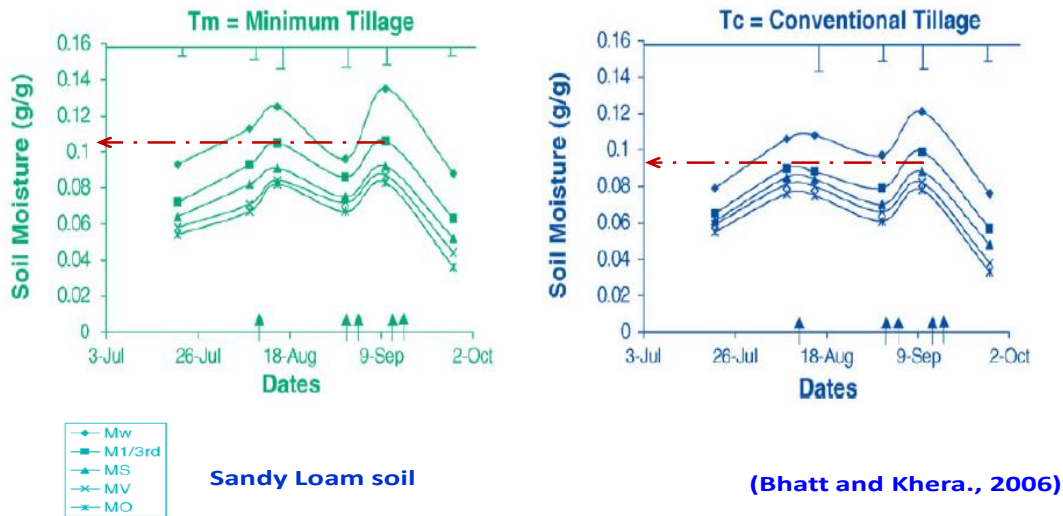 Tm = Minimum Tillage
Soil Moisture (g/g)
0.16
0.14
0.12
0.1
0.08
0.06
0.04
0.02
0
3-Jul 26-Jul 18-Aug 9-Sep 2-Oct
Dates
Tc = Conventional Tillage
Soil Moisture (g/g)
0.16
0.14
0.12
0.1
0.08
0.06
0.04
0.02
0
3-Jul 26-Jul 18-Aug 9-Sep 2-Oct
Dates
Mw
M1/3rd
MS
MV
MO
Sandy Loam soil
(Bhatt and Khera., 2006)